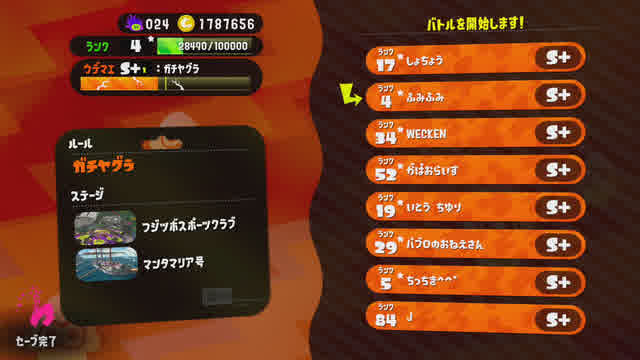 024 1787656
ランク 4* 28490/100000
ウデマエ S+1 : ガチヤグラ
ルール
ガチヤグラ
ステージ
フジツボスポーツクラブ
マンタマリア号
セーブ完了
バトルを開始します!
ランク 17* しょちょう S+
ランク 4* ふみふみ S+
ランク 34* WECKEN S+
ランク 52* かばおらいす S+
ランク 19* いとう ちゆり S+
ランク 29* パブロのおねえさん S+
ランク 5* ちっちま^^* S+
ランク 84 J S+